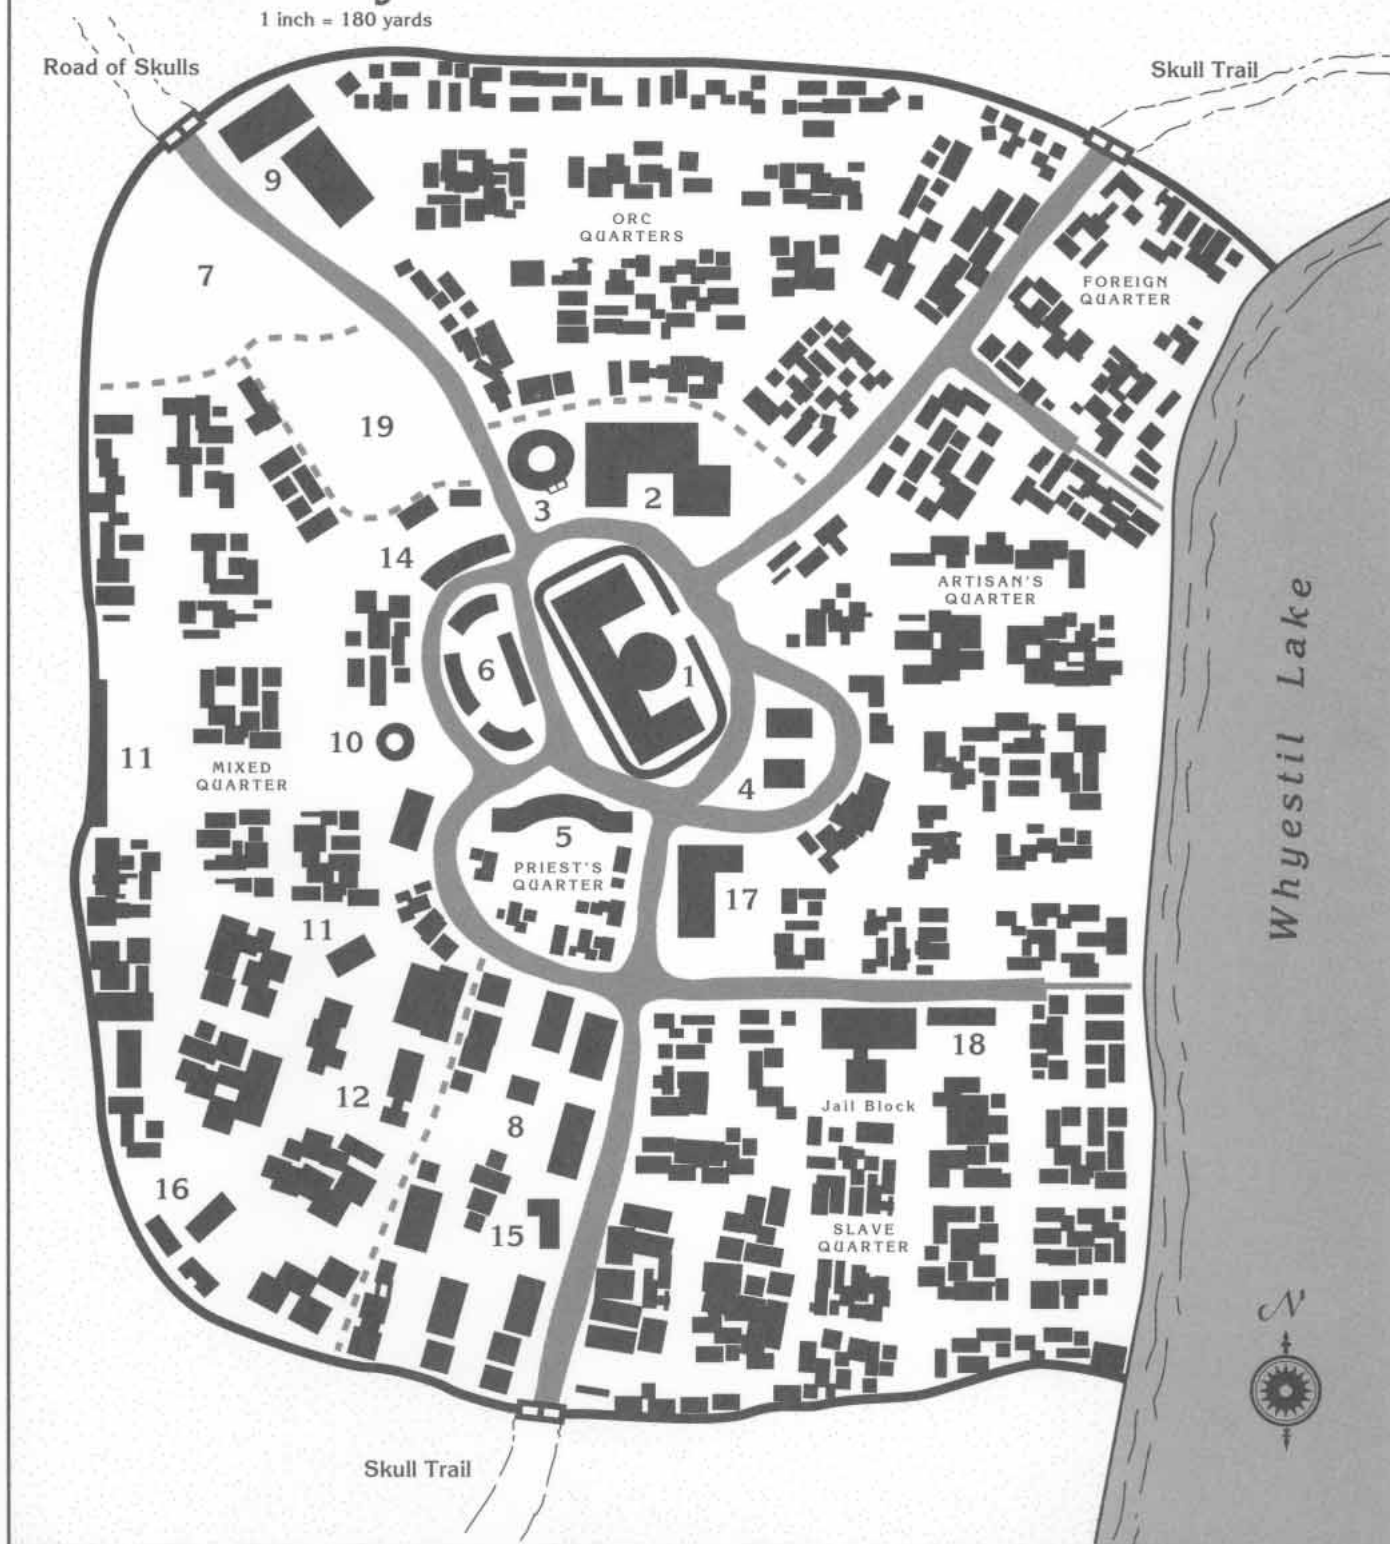 1 inch = 180 yards
Road of Skulls
Skull Trail
9
ORC
QUARTERS
7
FOREIGN
QUARTER
19
3
2
14
ARTISAN'S
QUARTER
Whyestil Lake
6
1
10
11
MIXED
QUARTER
4
5
PRIEST'S
QUARTER
17
11
18
12
Jail Block
8
16
15
SLAVE
QUARTER
N
Skull Trail